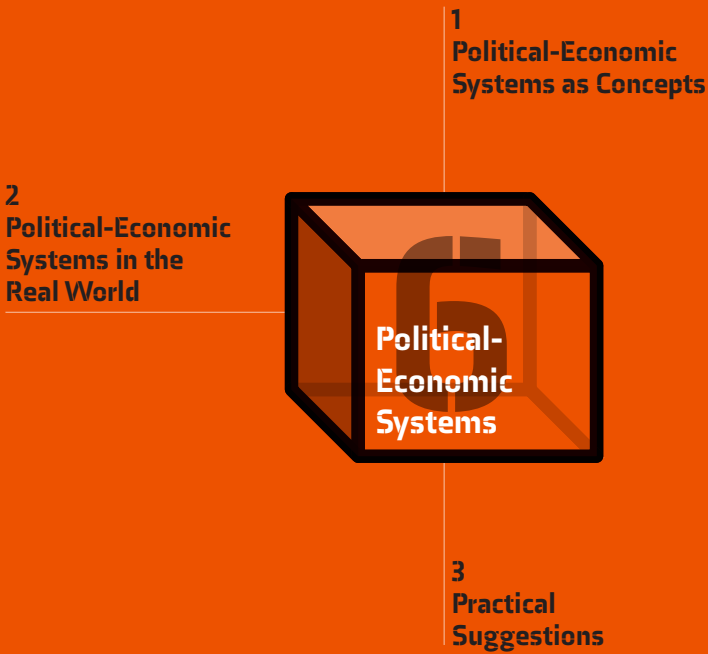 1
Political-Economic
Systems as Concepts
2
Political-Economic
Systems in the
Real World
6
Political-
Economic
Systems
3
Practical
Suggestions